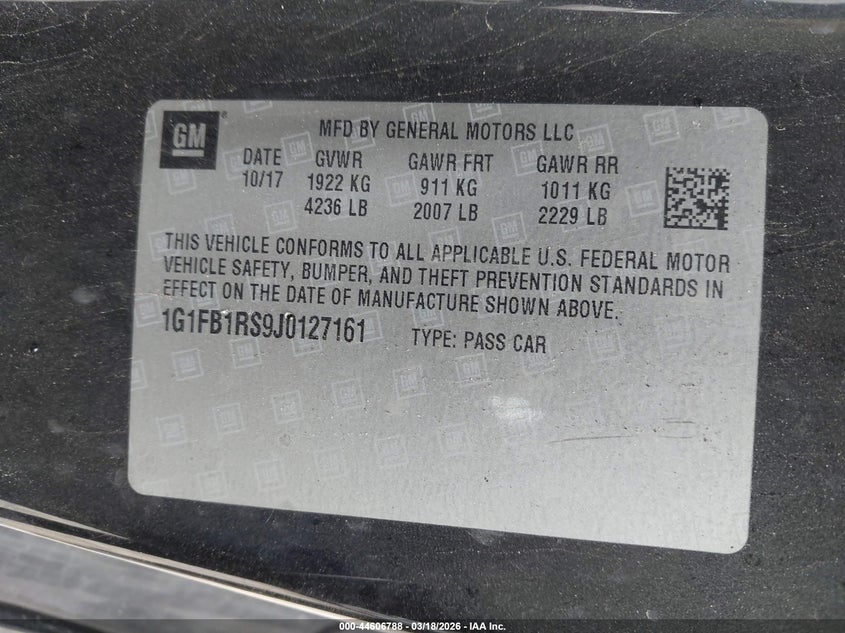 GM
MFD BY GENERAL MOTORS LLC
DATE GVWR GAWR FRT GAWR RR
10/17 1922 KG 911 KG 1011 KG
4236 LB 2007 LB 2229 LB
THIS VEHICLE CONFORMS TO ALL APPLICABLE U.S. FEDERAL MOTOR
VEHICLE SAFETY, BUMPER, AND THEFT PREVENTION STANDARDS IN
EFFECT ON THE DATE OF MANUFACTURE SHOWN ABOVE.
1G1FB1RS9J0127161 TYPE: PASS CAR
000-44606788 - 03/18/2026 - IAA Inc.